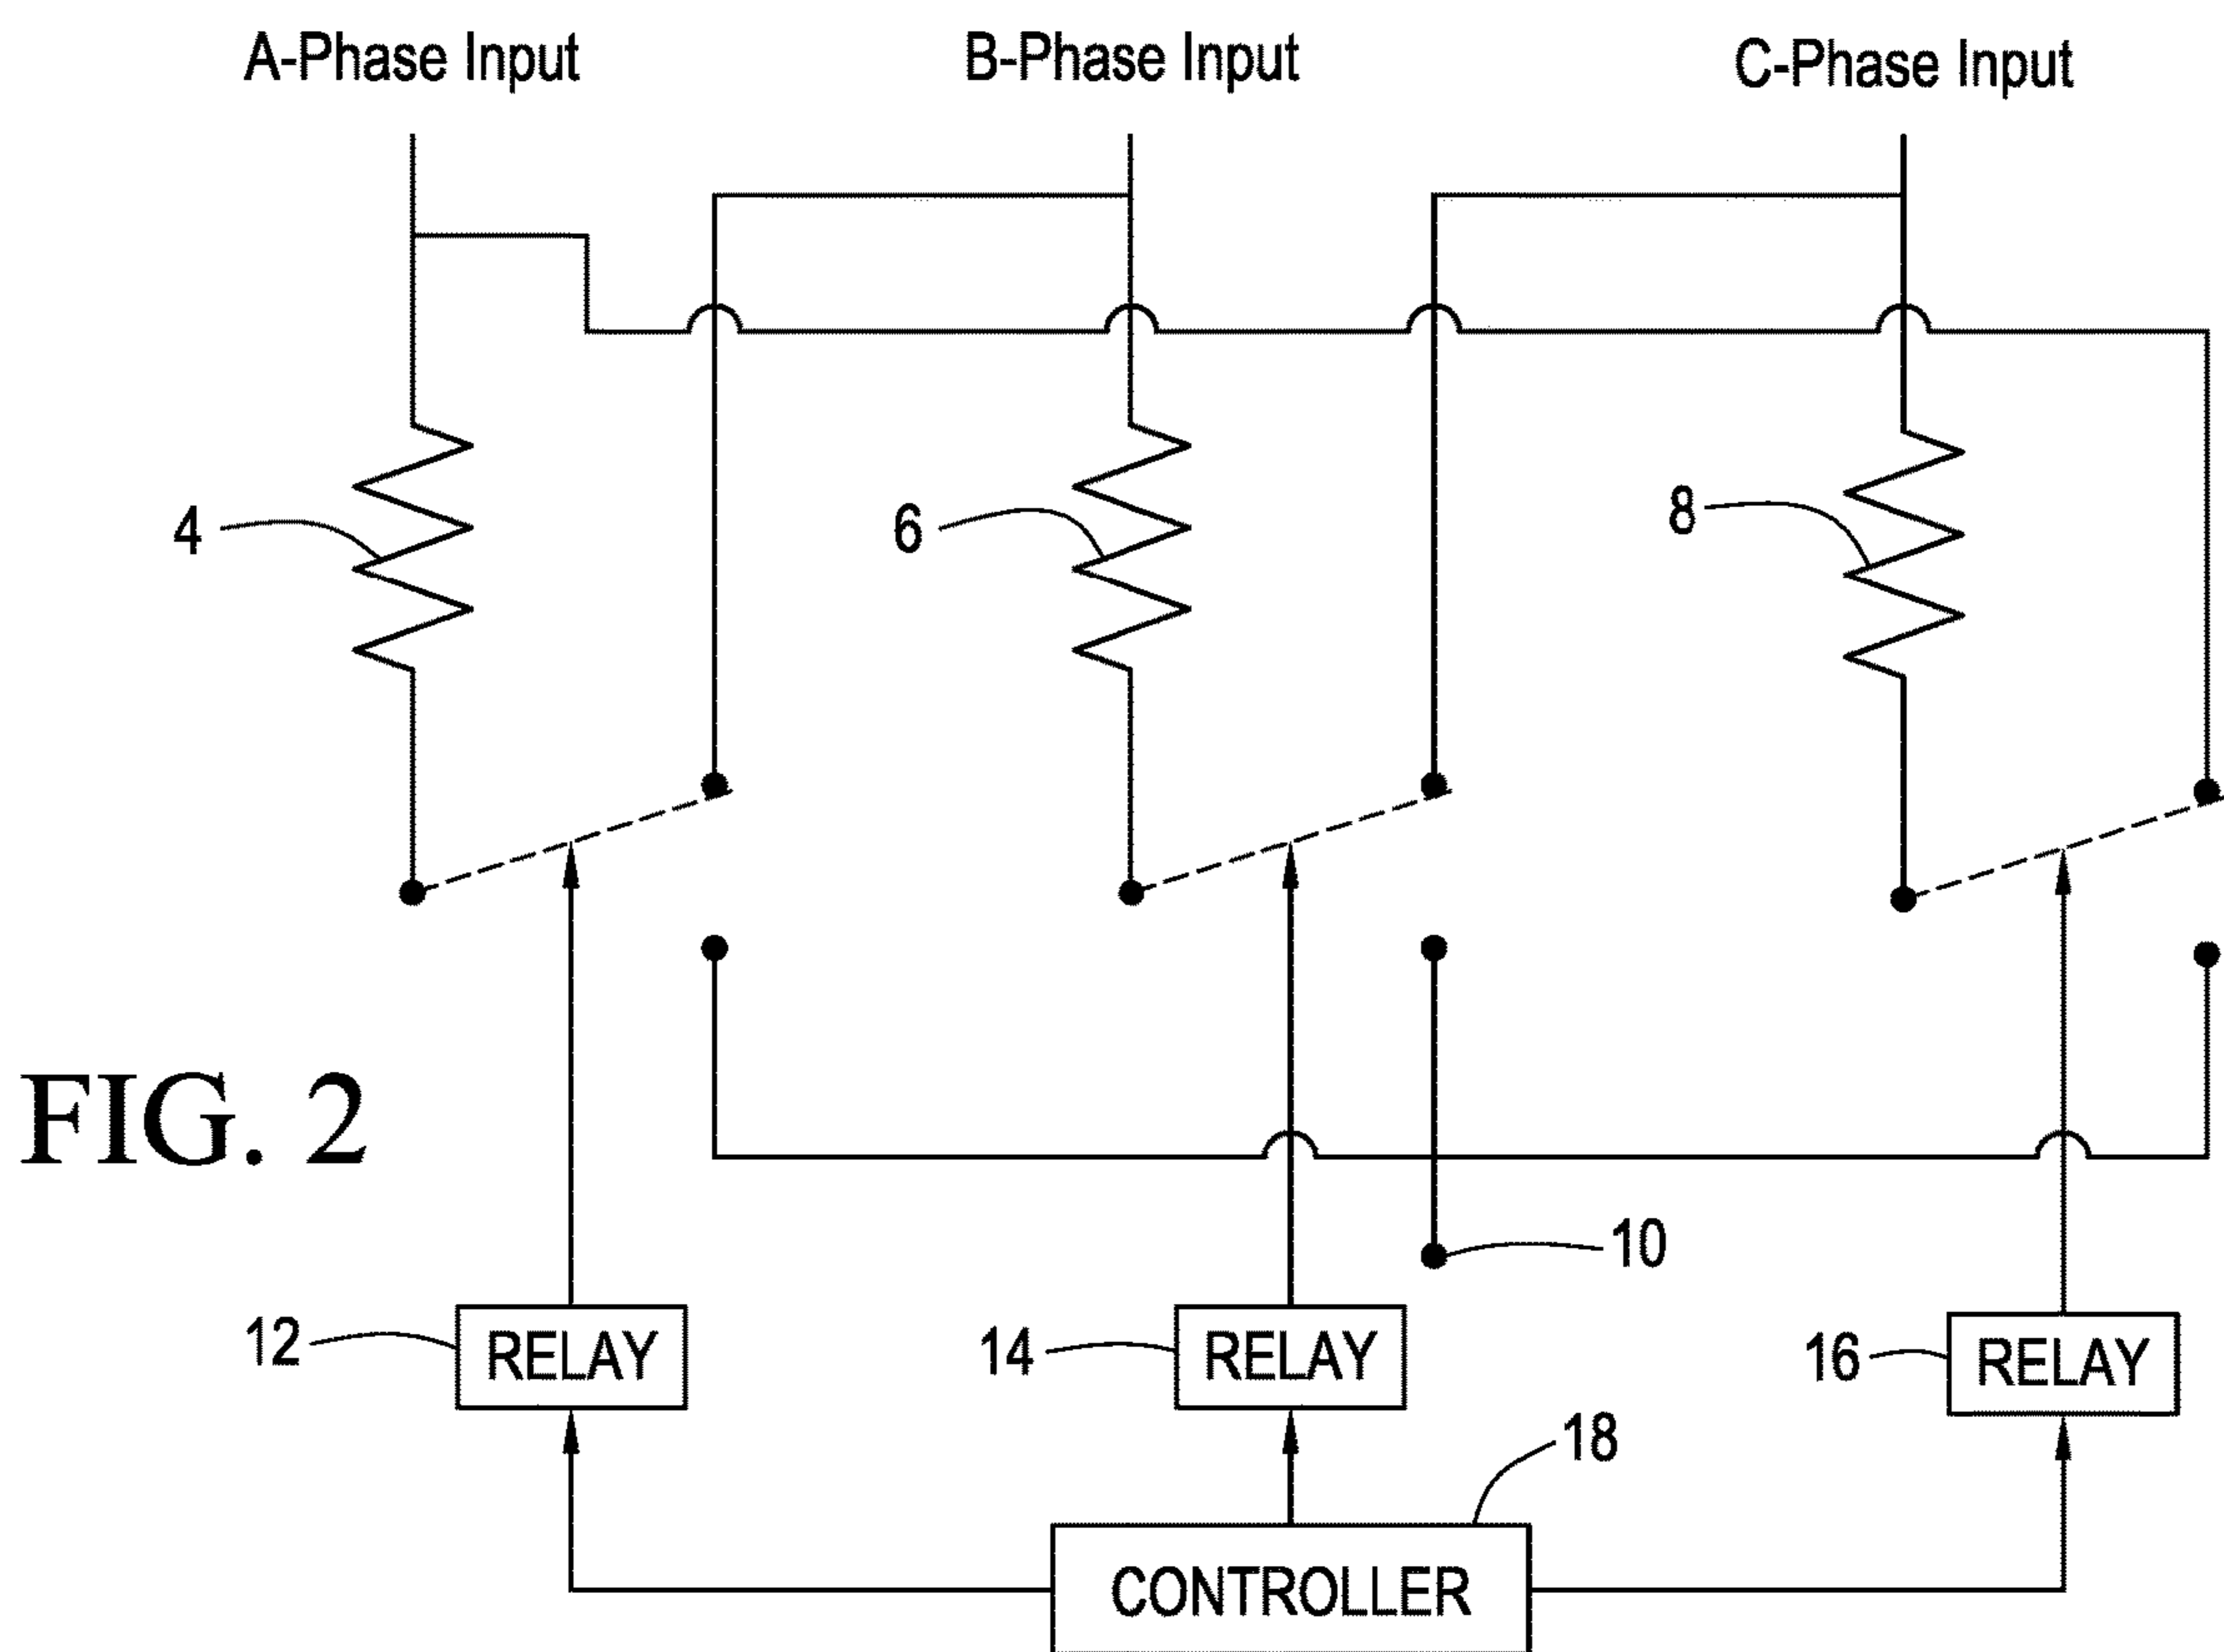 A-Phase Input
B-Phase Input
C-Phase Input
4
6
8
FIG. 2
10
12
RELAY
14
RELAY
16
RELAY
18
CONTROLLER